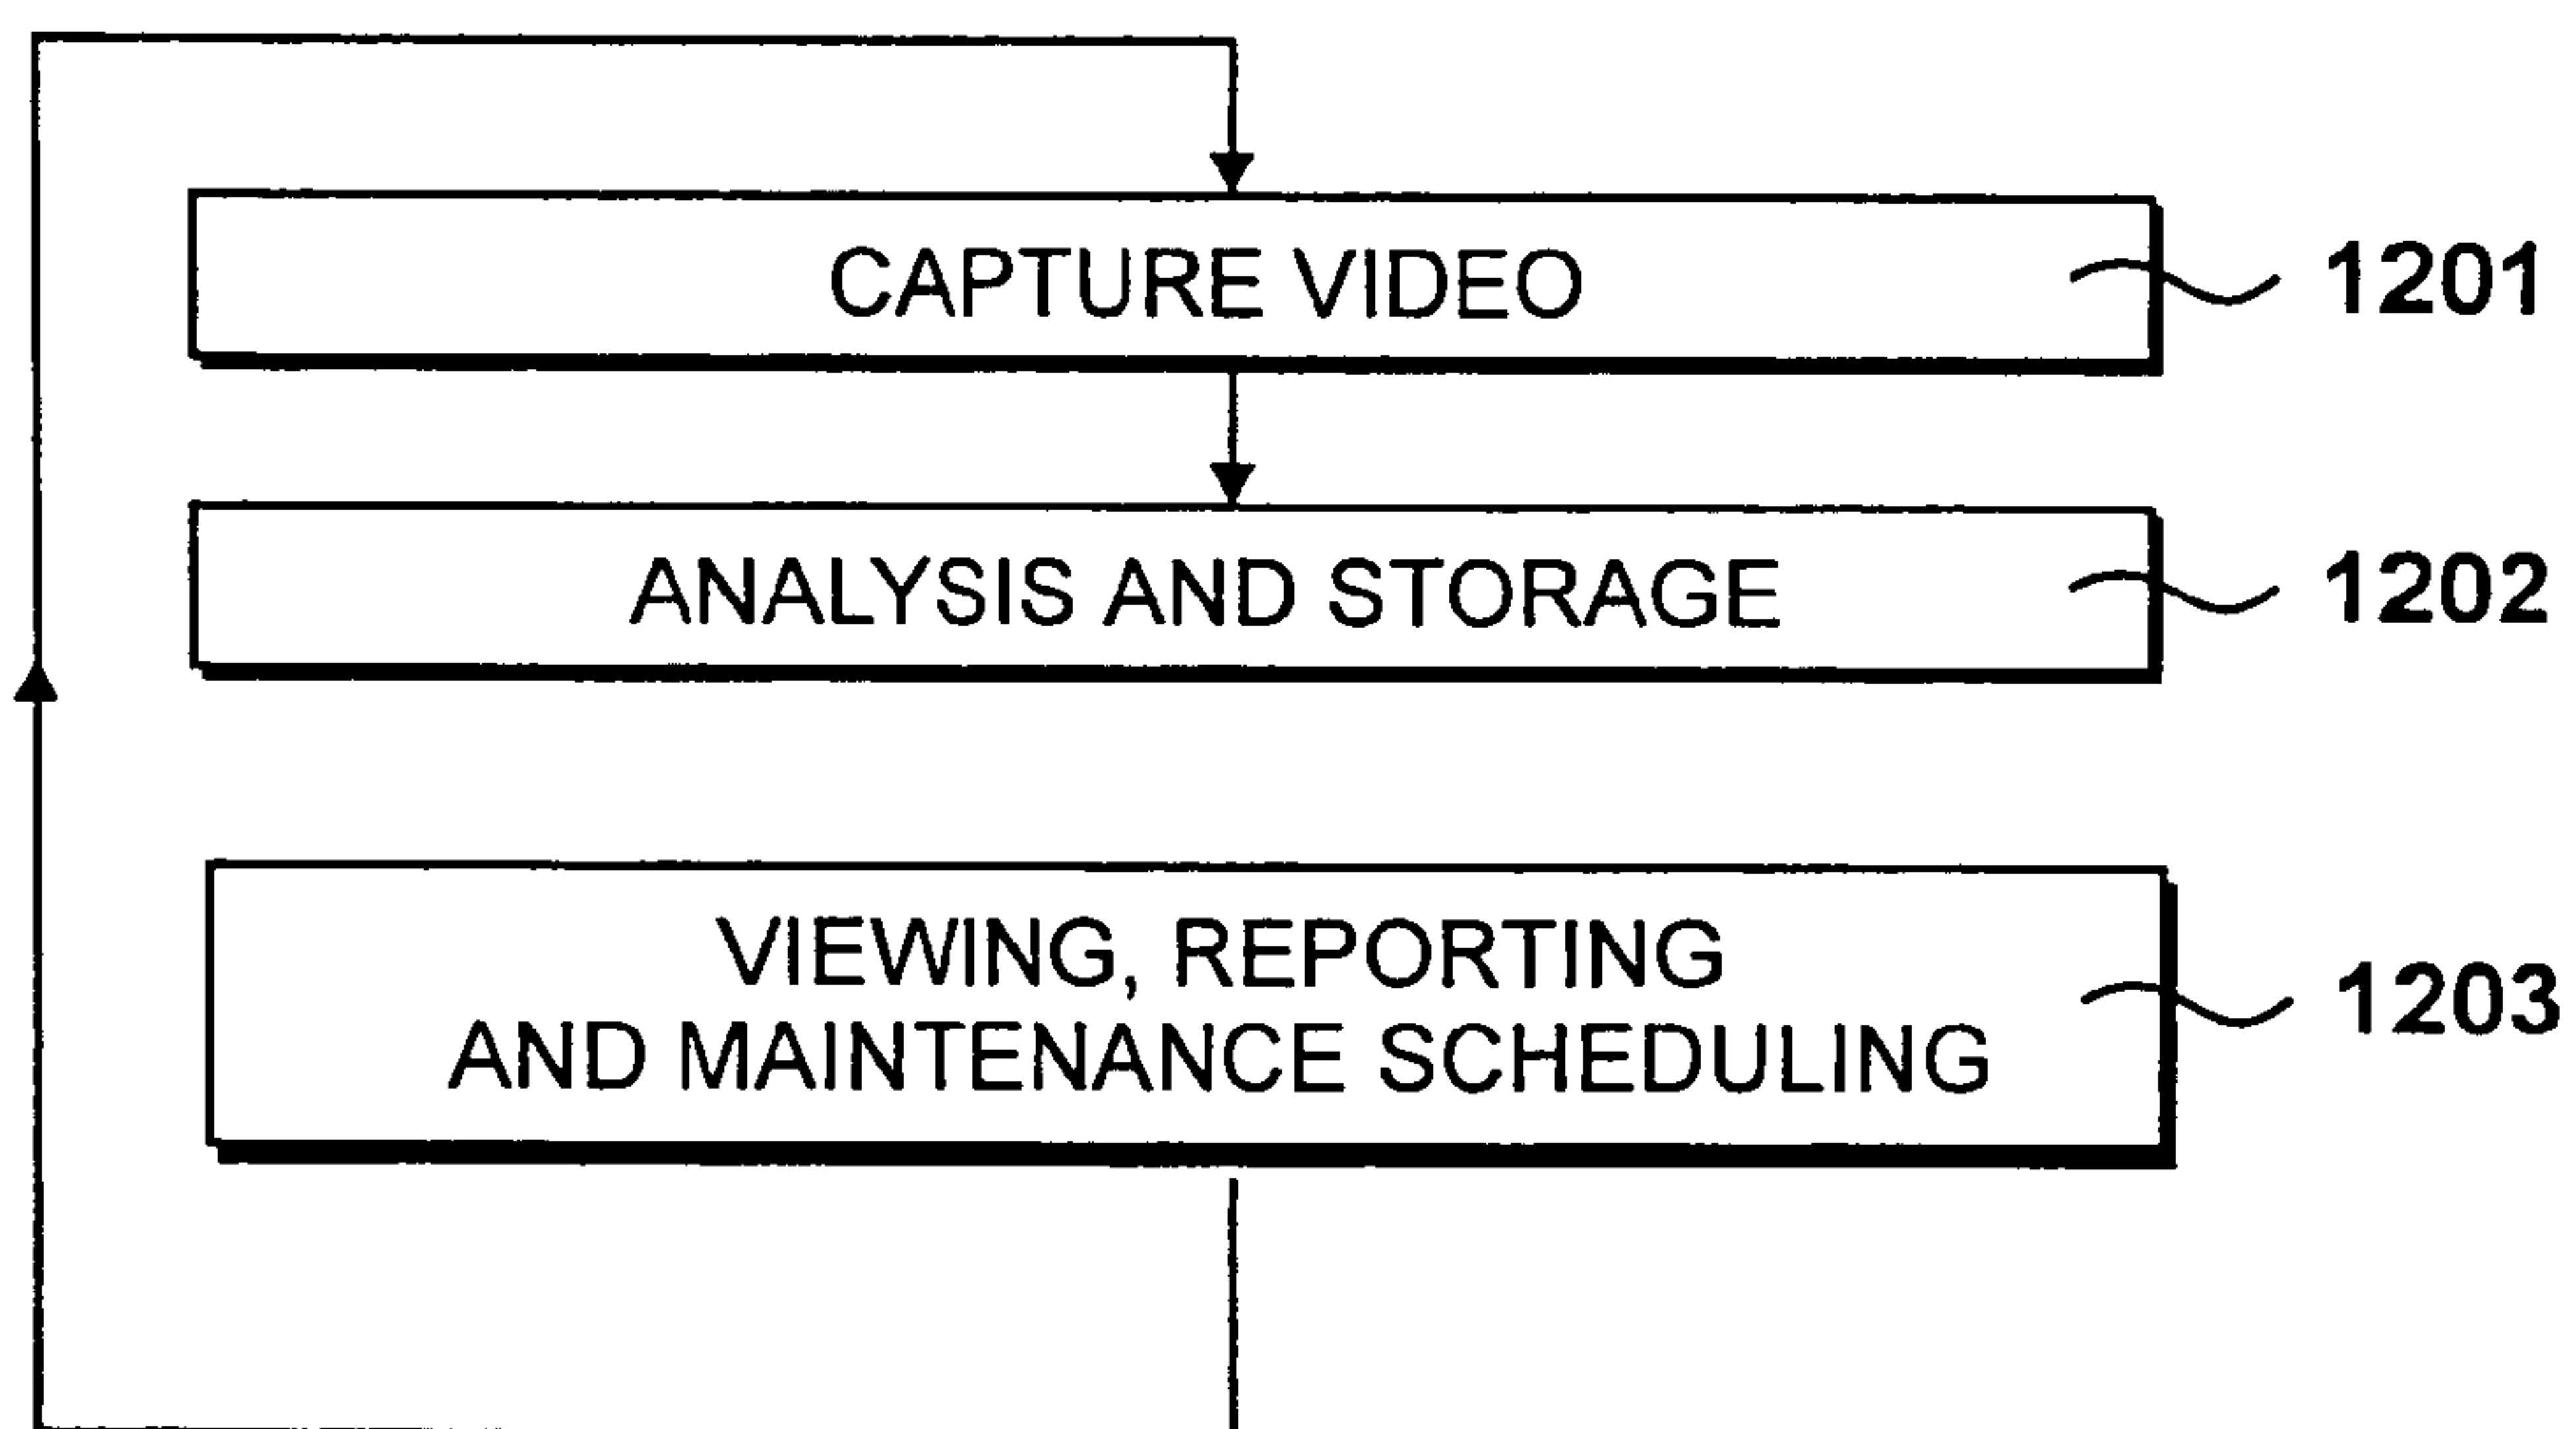 CAPTURE VIDEO
1201
ANALYSIS AND STORAGE
1202
VIEWING, REPORTING
AND MAINTENANCE SCHEDULING
1203